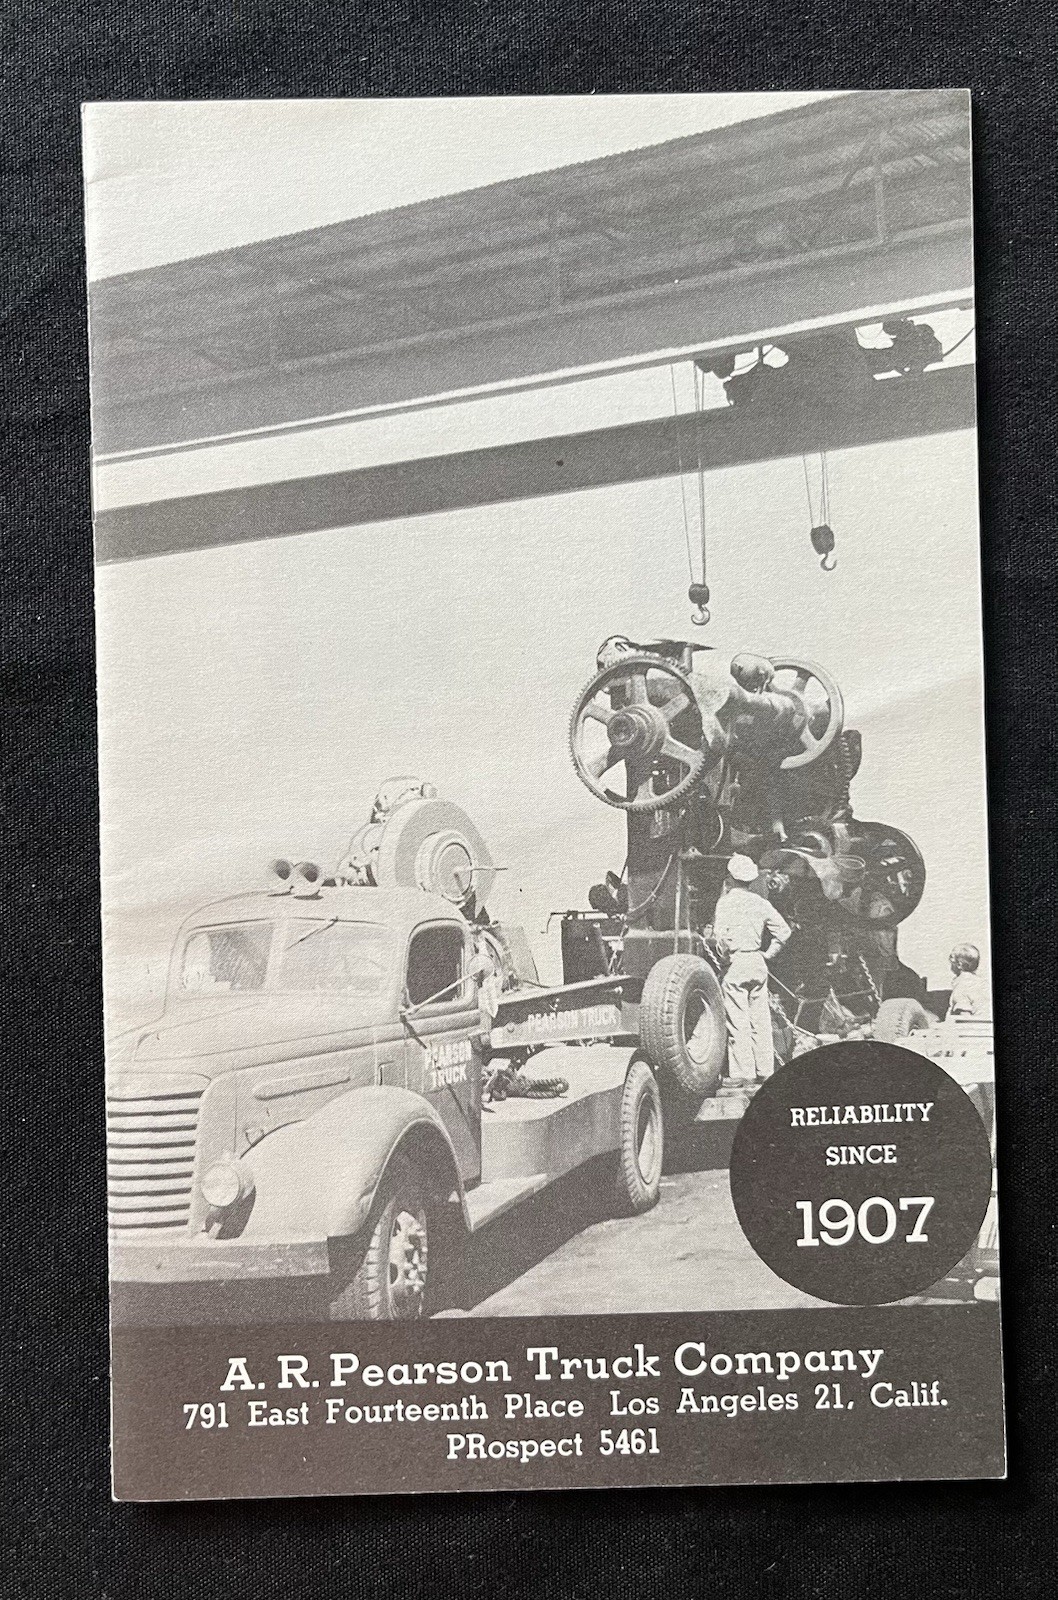 PEARSON TRUCK
PEARSON
TRUCK
RELIABILITY
SINCE
1907
A. R. Pearson Truck Company
791 East Fourteenth Place Los Angeles 21, Calif.
PRospect 5461